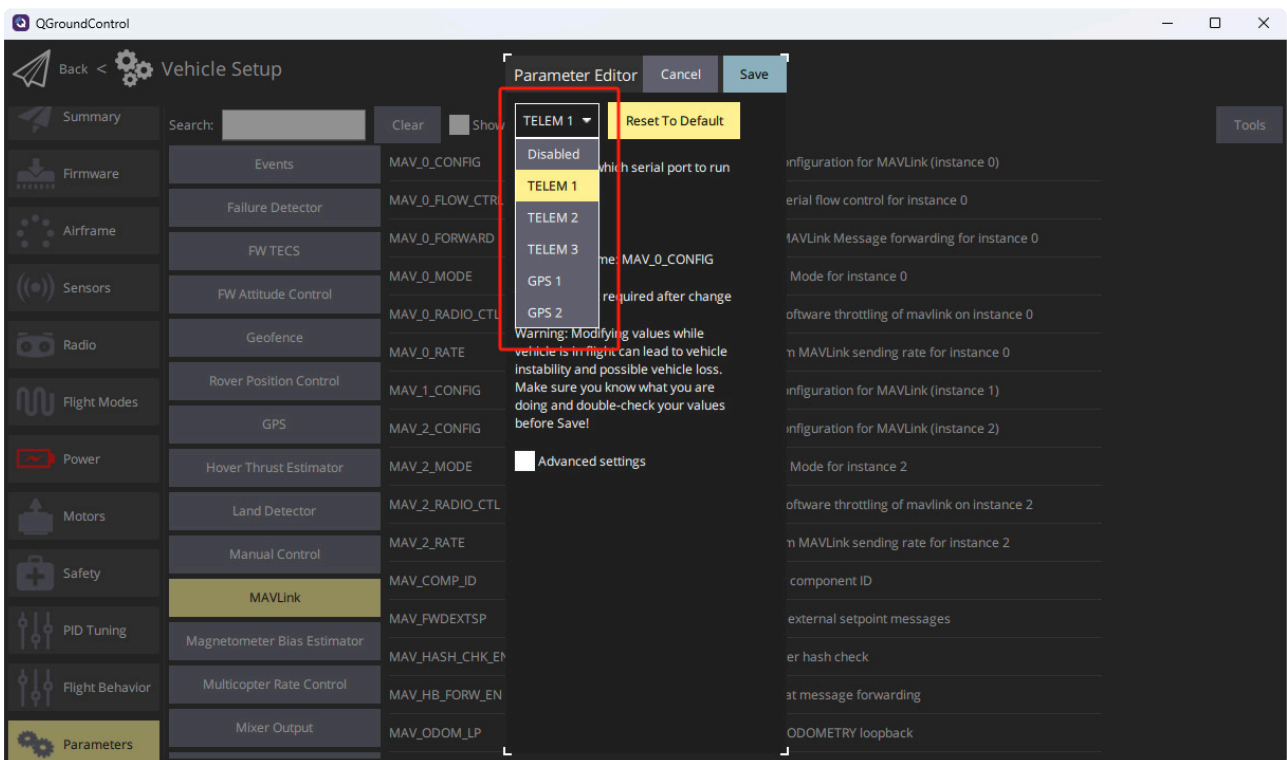 QGroundControl
Back < Vehicle Setup
Parameter Editor
Cancel
Save
Summary
Search:
Clear
Show
TELEM 1
Reset To Default
Tools
Disabled
TELEM 1
TELEM 2
TELEM 3
GPS 1
GPS 2
which serial port to run
me: MAV_0_CONFIG
required after change
Warning: Modifying values while
vehicle is in flight can lead to vehicle
instability and possible vehicle loss.
Make sure you know what you are
doing and double-check your values
before Save!
Advanced settings
Firmware
Airframe
Sensors
Radio
Flight Modes
Power
Motors
Safety
PID Tuning
Flight Behavior
Parameters
Events
Failure Detector
FW TECS
FW Attitude Control
Geofence
Rover Position Control
GPS
Hover Thrust Estimator
Land Detector
Manual Control
MAVLink
Magnetometer Bias Estimator
Multicopter Rate Control
Mixer Output
MAV_0_CONFIG
onfiguration for MAVLink (instance 0)
MAV_0_FLOW_CTRL
erial flow control for instance 0
MAV_0_FORWARD
MAVLink Message forwarding for instance 0
MAV_0_MODE
Mode for instance 0
MAV_0_RADIO_CTL
oftware throttling of mavlink on instance 0
MAV_0_RATE
m MAVLink sending rate for instance 0
MAV_1_CONFIG
onfiguration for MAVLink (instance 1)
MAV_2_CONFIG
onfiguration for MAVLink (instance 2)
MAV_2_MODE
Mode for instance 2
MAV_2_RADIO_CTL
oftware throttling of mavlink on instance 2
MAV_2_RATE
m MAVLink sending rate for instance 2
MAV_COMP_ID
component ID
MAV_FWDEXTSP
external setpoint messages
MAV_HASH_CHK_EN
er hash check
MAV_HB_FORW_EN
at message forwarding
MAV_ODOM_LP
ODOMETRY loopback